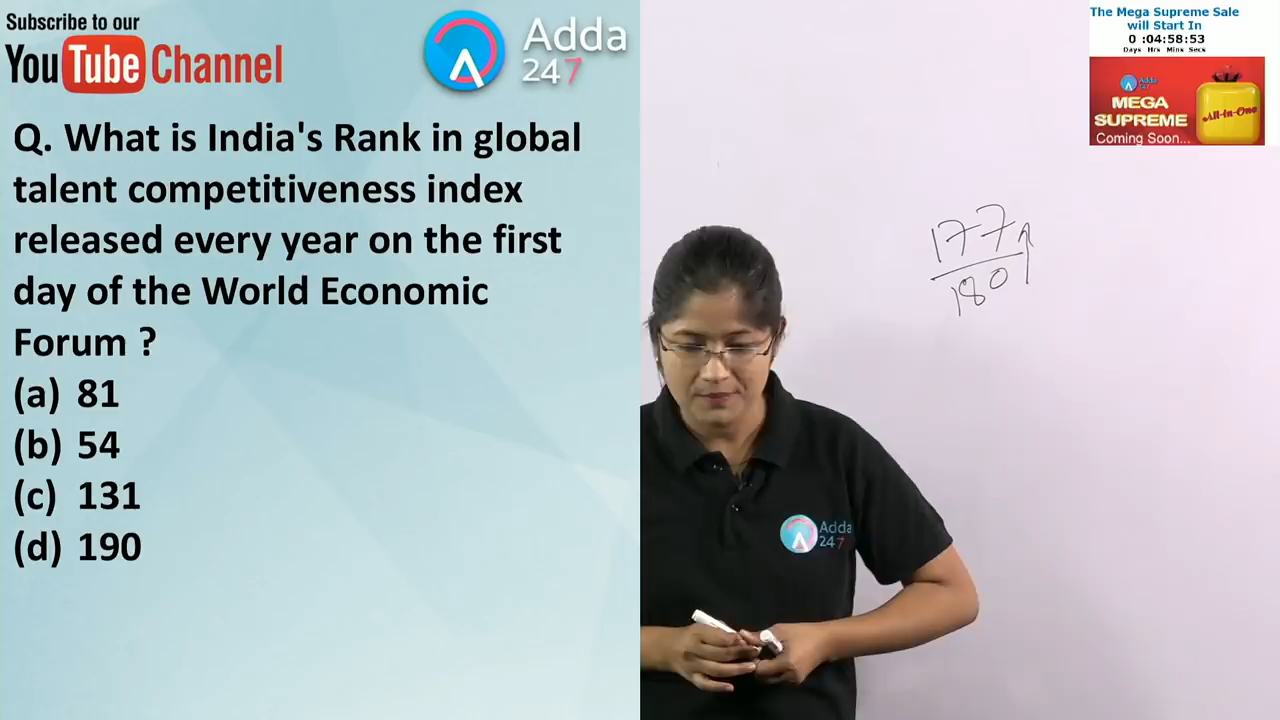 Subscribe to our
YouTube Channel
Adda
247
Q. What is India's Rank in global
talent competitiveness index
released every year on the first
day of the World Economic
Forum ?
(a) 81
(b) 54
(c) 131
(d) 190
The Mega Supreme Sale
will Start In
0 :04:58:53
Days Hrs Mins Secs
Adda
247
MEGA
SUPREME
Coming Soon...
All-In-One
177
180
Adda
247